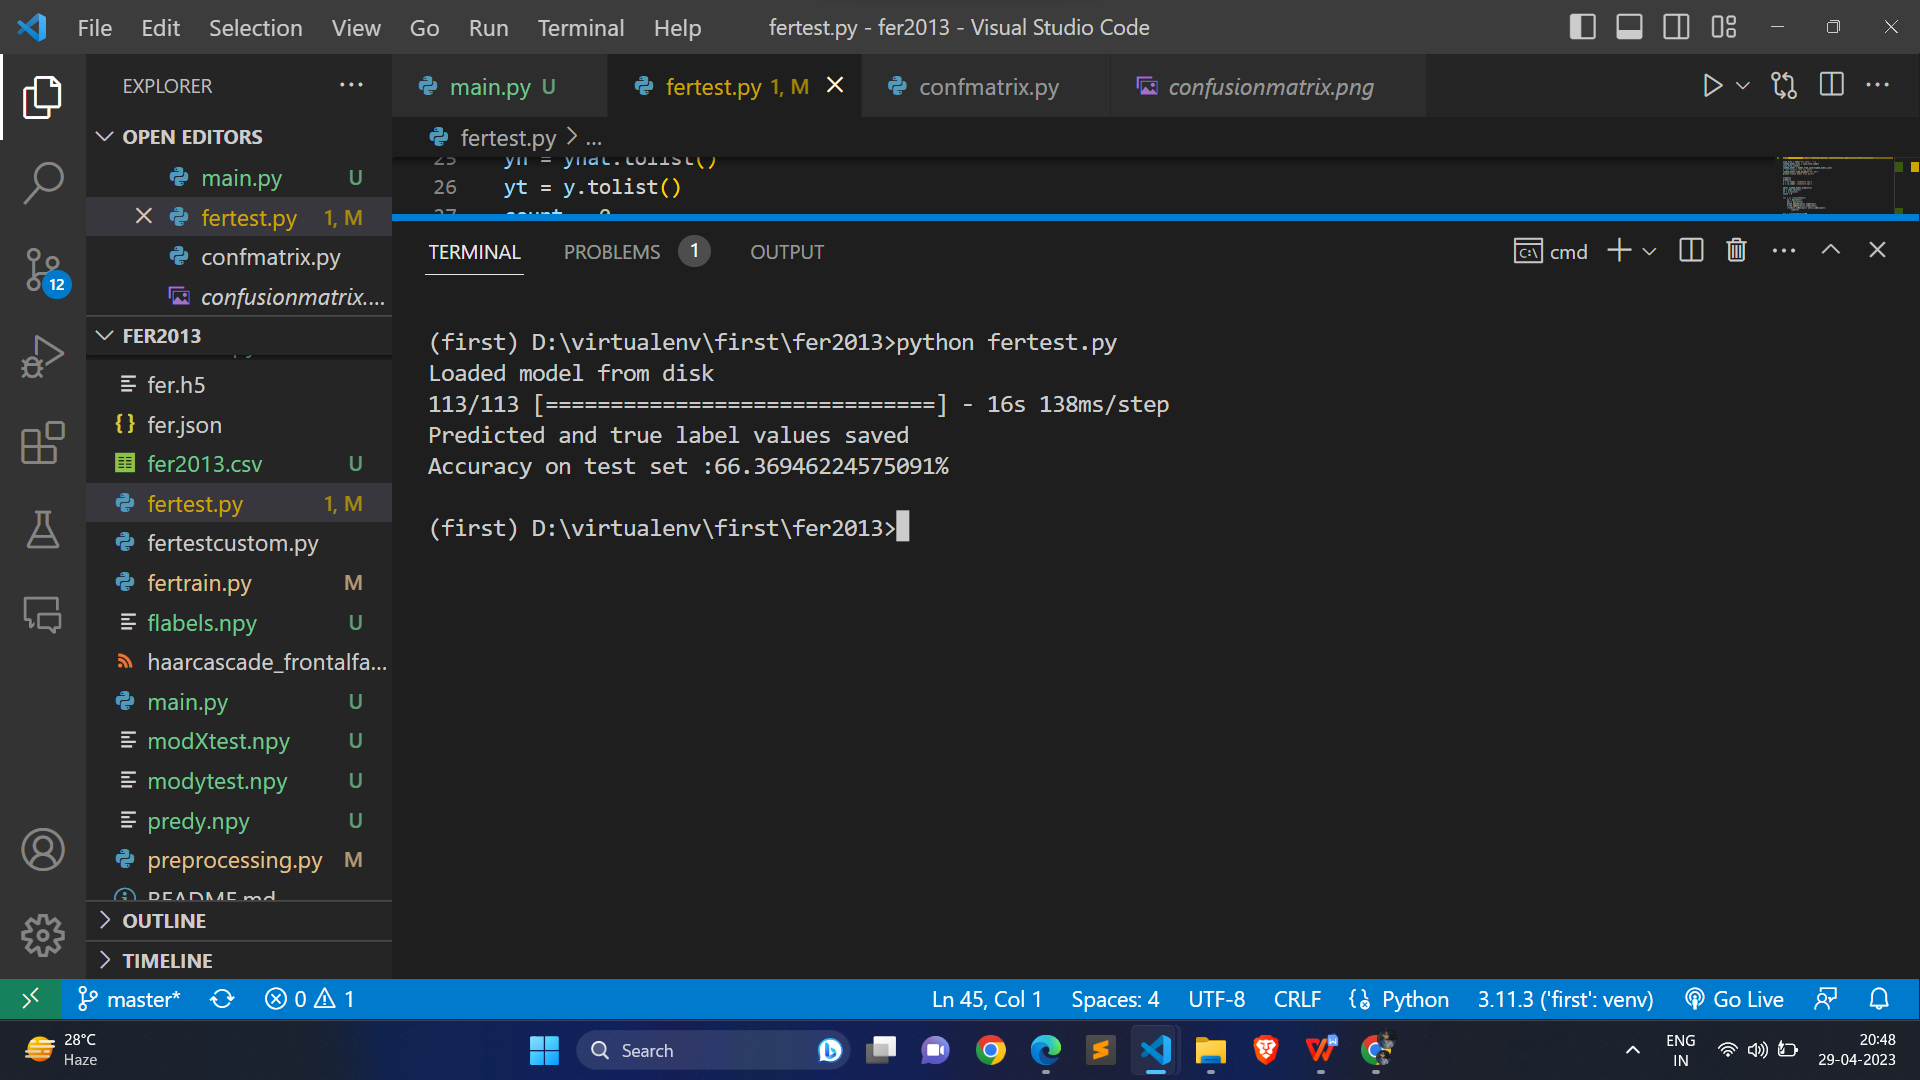 File Edit Selection View Go Run Terminal Help fertest.py - fer2013 - Visual Studio Code
EXPLORER
main.py U
fertest.py 1, M
confmatrix.py
confusionmatrix.png
OPEN EDITORS
main.py U
fertest.py 1, M
confmatrix.py
confusionmatrix....
FER2013
fer.h5
{} fer.json
fer2013.csv U
fertest.py 1, M
fertestcustom.py
fertrain.py M
flabels.npy U
haarcascade_frontalfa...
main.py U
modXtest.npy U
modytest.npy U
predy.npy U
preprocessing.py M
README.md
OUTLINE
TIMELINE
12
fertest.py > ...
25 yh = yhat.tolist()
26 yt = y.tolist()
27 count = 0
TERMINAL PROBLEMS 1 OUTPUT
cmd
(first) D:\virtualenv\first\fer2013>python fertest.py
Loaded model from disk
113/113 [==============================] - 16s 138ms/step
Predicted and true label values saved
Accuracy on test set :66.36946224575091%
(first) D:\virtualenv\first\fer2013>
master* 0 1 Ln 45, Col 1 Spaces: 4 UTF-8 CRLF Python 3.11.3 ('first': venv) Go Live
28°C
Haze
Search
ENG
IN
20:48
29-04-2023